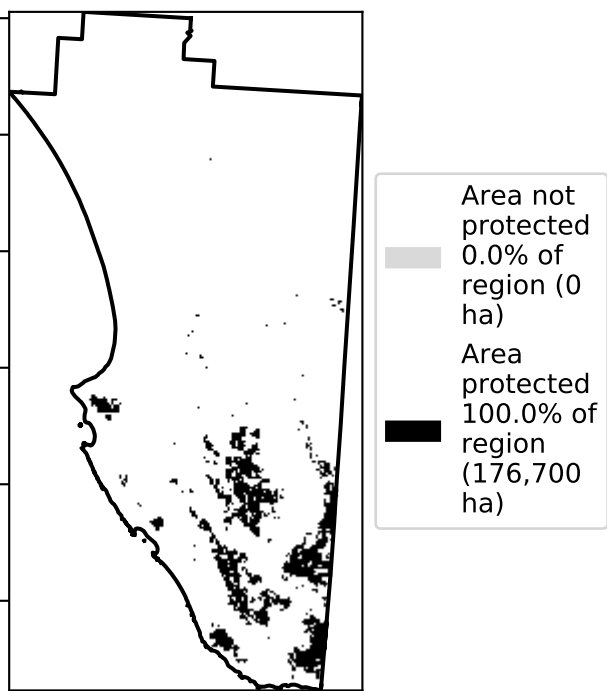 Area not
protected
0.0% of
region (0
ha)
Area
protected
100.0% of
region
(176,700
ha)